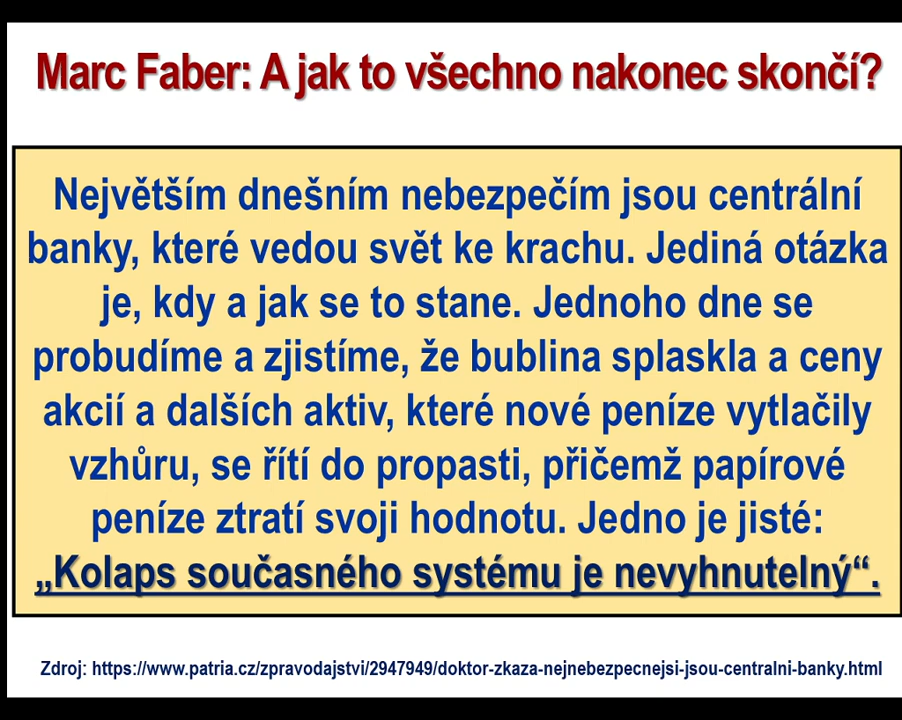 Marc Faber: A jak to všechno nakonec skončí?
Největším dnešním nebezpečím jsou centrální
banky, které vedou svět ke krachu. Jediná otázka
je, kdy a jak se to stane. Jednoho dne se
probudíme a zjistíme, že bublina splaskla a ceny
akcií a dalších aktiv, které nové peníze vytlačily
vzhůru, se řítí do propasti, přičemž papírové
peníze ztratí svoji hodnotu. Jedno je jisté:
„Kolaps současného systému je nevyhnutelný“.
Zdroj: https://www.patria.cz/zpravodajstvi/2947949/doktor-zkaza-nejnebezpecnejsi-jsou-centralni-banky.html